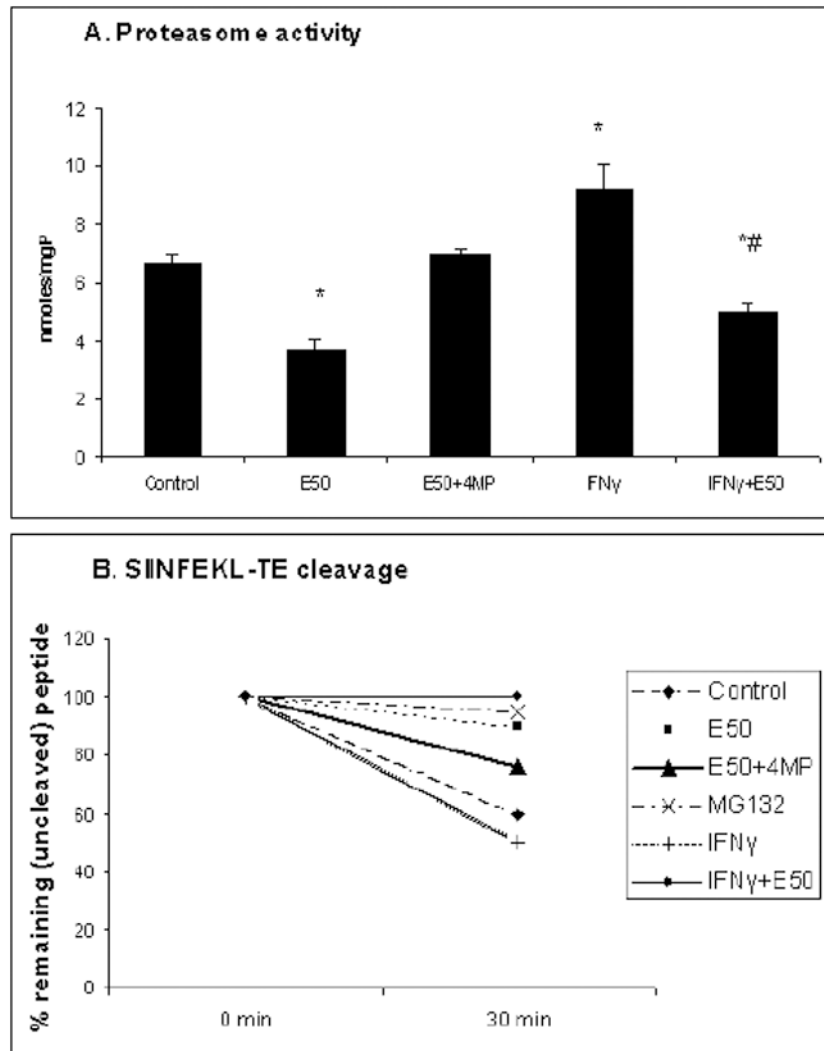 A. Proteasome activity
nmoles/mgP
12
10
8
6
4
2
0
*
*
*#
Control
E50
E50+4MP
FNγ
IFNγ+E50
B. SIINFEKL-TE cleavage
% remaining (uncleaved) peptide
120
100
80
60
40
20
0
0 min
30 min
Control
E50
E50+4MP
MG132
IFNγ
IFNγ+E50